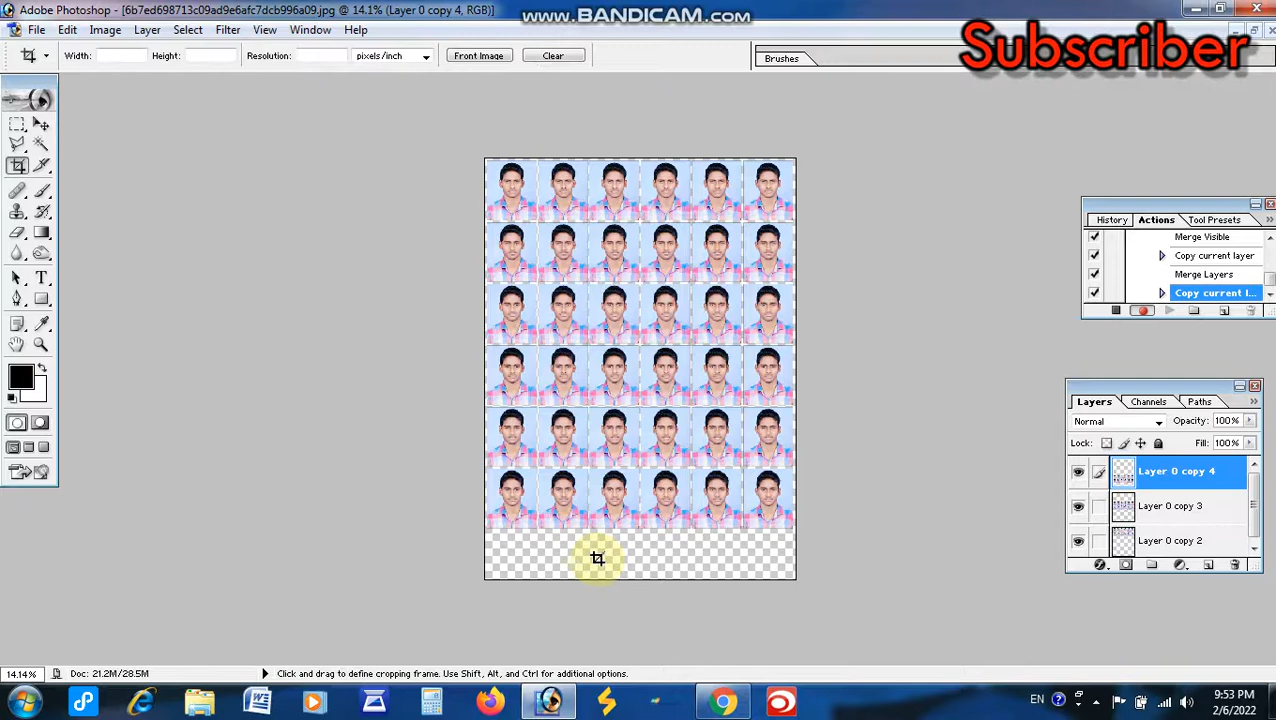 Adobe Photoshop - [6b7ed698713c09ad9e6afc7dcb996a09.jpg @ 14.1% (Layer 0 copy 4, RGB)]
www.BANDICAM.com
File Edit Image Layer Select Filter View Window Help
Subscriber
Width: Height: Resolution: pixels/inch Front Image Clear
Brushes
History Actions Tool Presets
Merge Visible
Copy current layer
Merge Layers
Copy current l...
Layers Channels Paths
Normal Opacity: 100%
Lock: Fill: 100%
Layer 0 copy 4
Layer 0 copy 3
Layer 0 copy 2
14.14% Doc: 21.2M/28.5M Click and drag to define cropping frame. Use Shift, Alt, and Ctrl for additional options.
EN
9:53 PM
2/6/2022